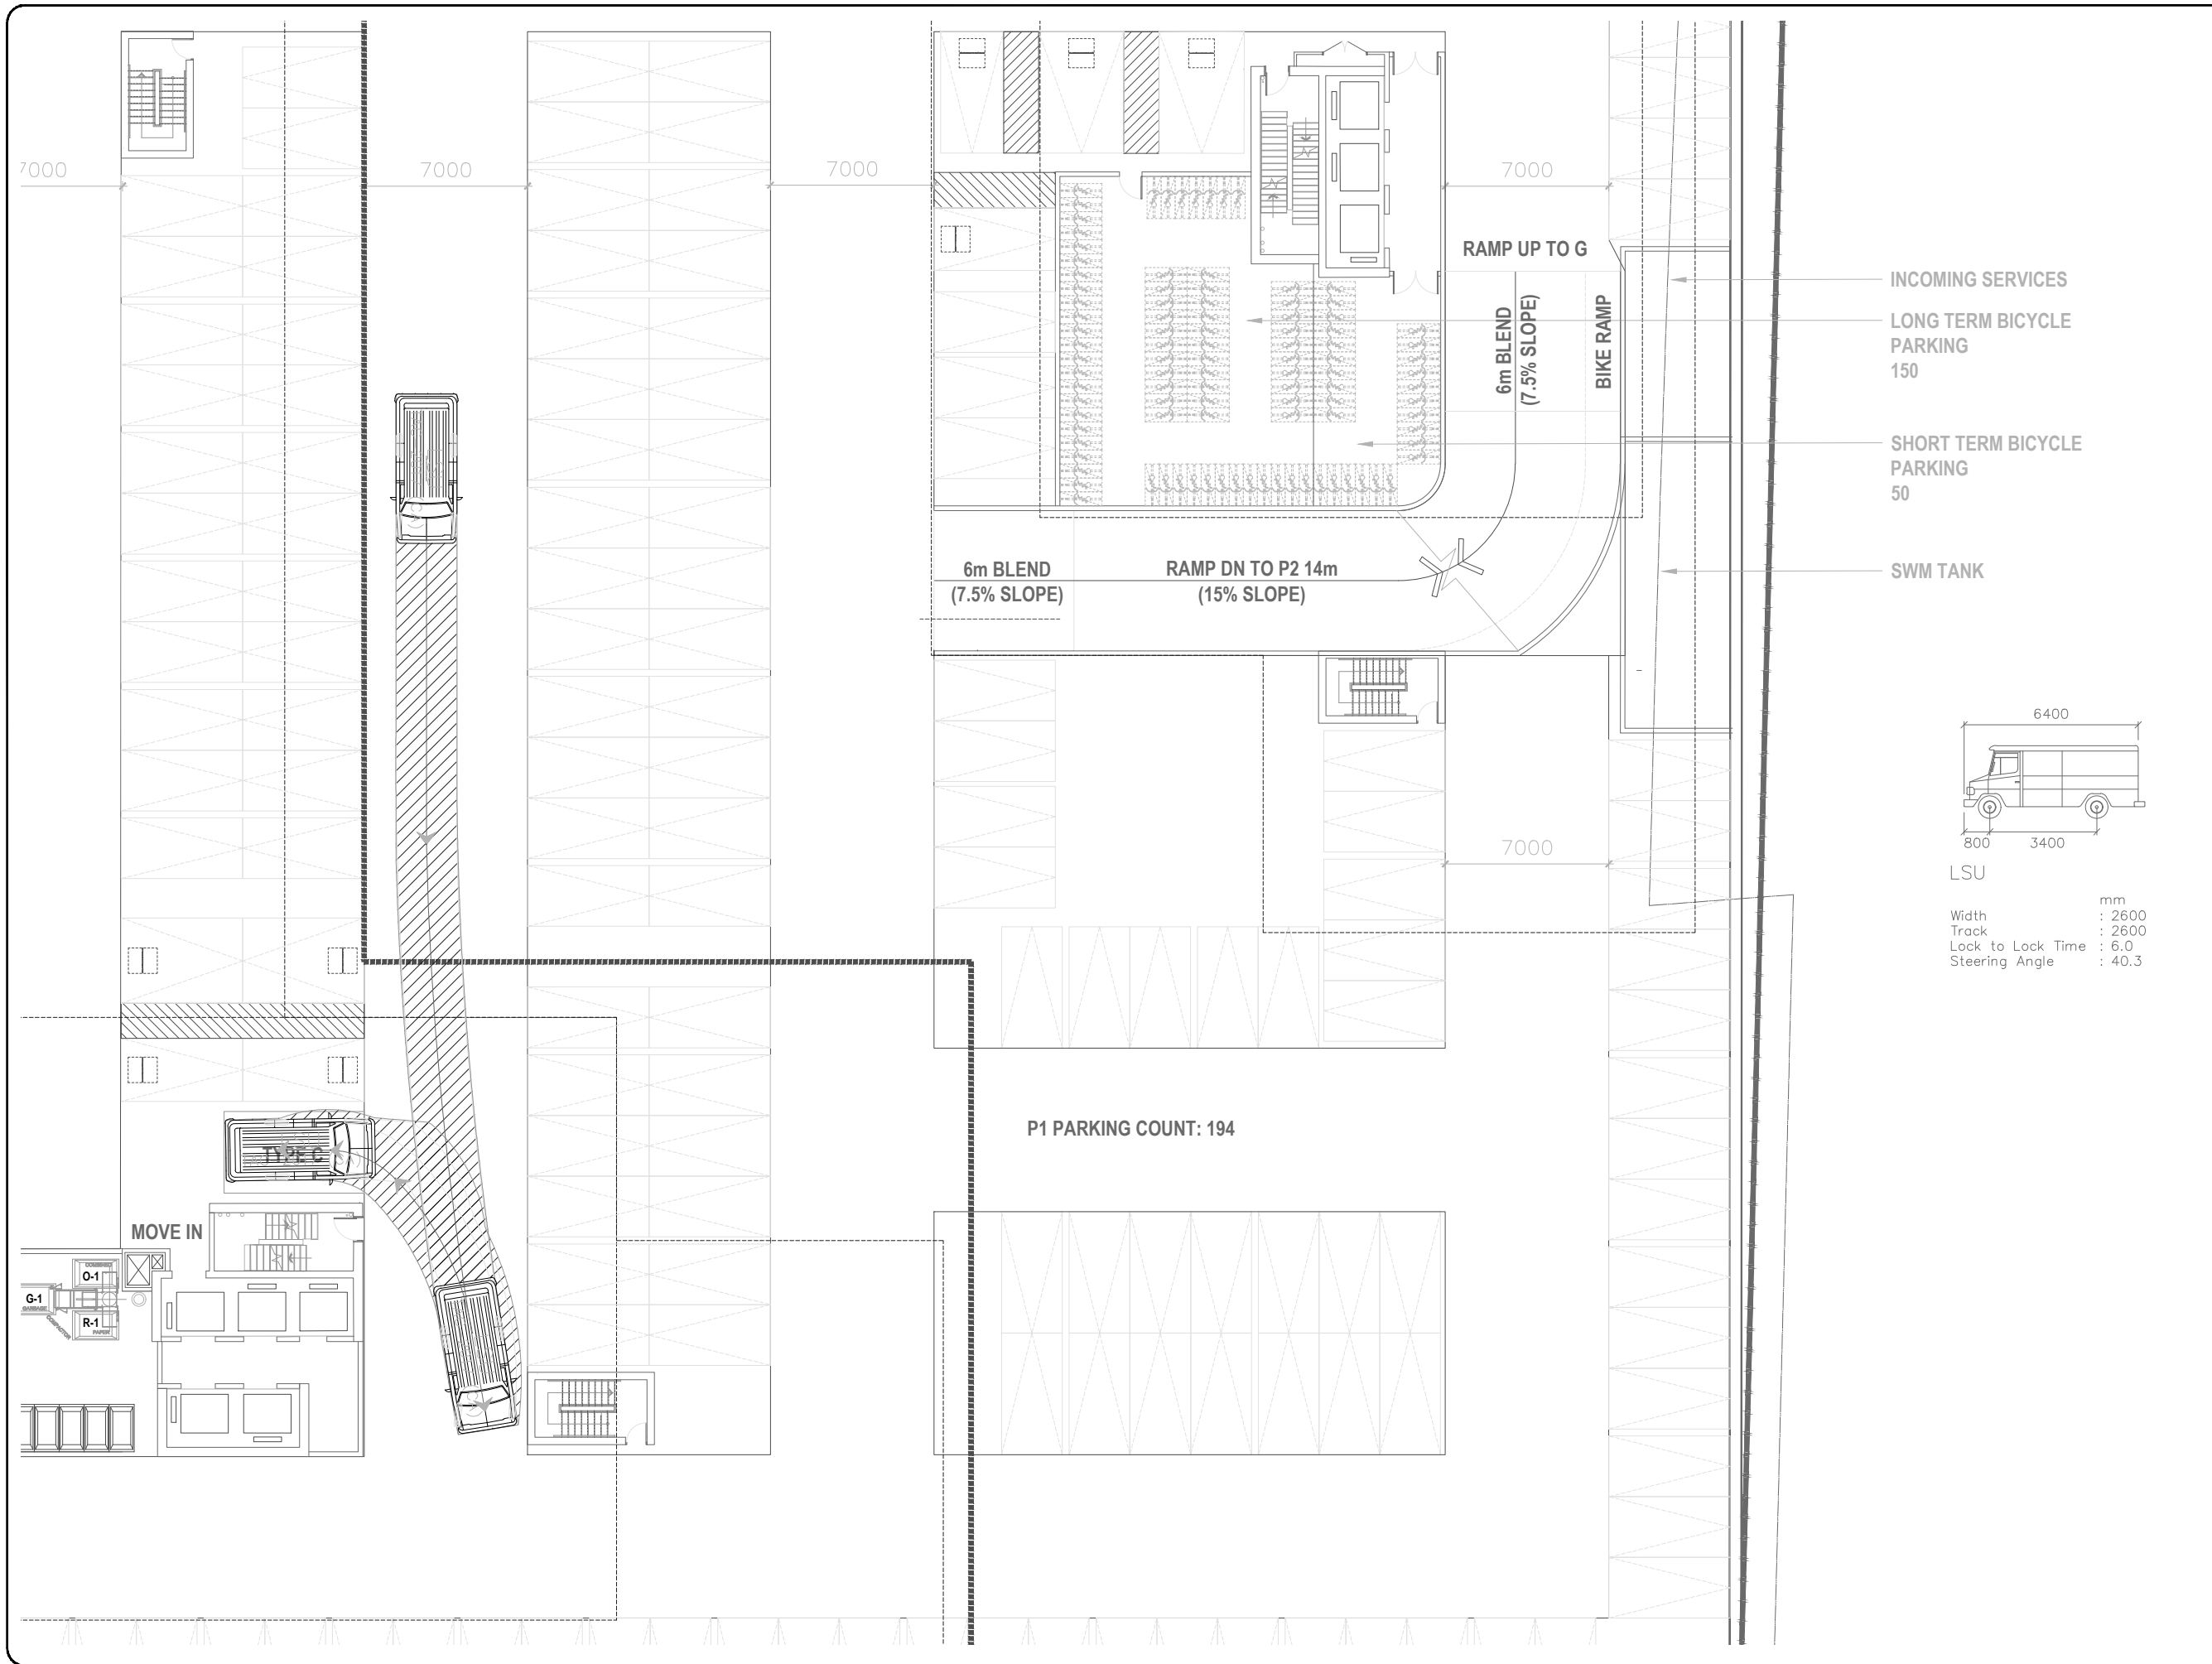 7000
7000
7000
7000
RAMP UP TO G
6m BLEND
(7.5% SLOPE)
BIKE RAMP
INCOMING SERVICES
LONG TERM BICYCLE
PARKING
150
SHORT TERM BICYCLE
PARKING
50
6m BLEND
(7.5% SLOPE)
RAMP DN TO P2 14m
(15% SLOPE)
SWM TANK
6400
800
3400
LSU
mm
Width : 2600
Track : 2600
Lock to Lock Time : 6.0
Steering Angle : 40.3
7000
P1 PARKING COUNT: 194
TYPE C
MOVE IN
O-1
G-1
GARBAGE
COMPACTOR
R-1
PAPER